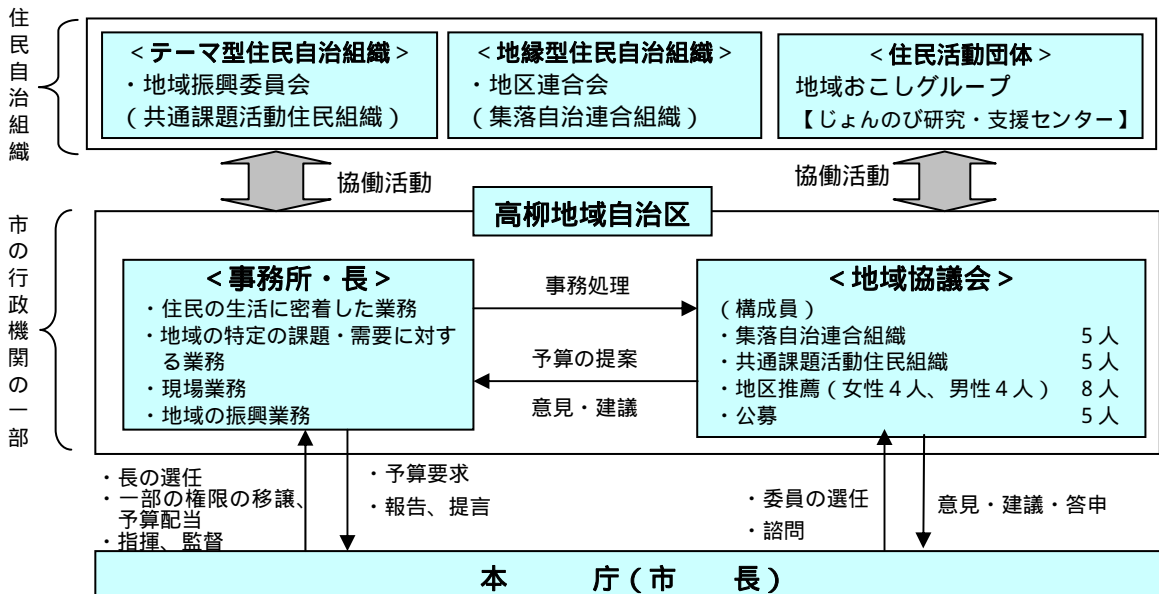 住民自治組織
＜テーマ型住民自治組織＞
・地域振興委員会
（共通課題活動住民組織）
＜地縁型住民自治組織＞
・地区連合会
（集落自治連合組織）
＜住民活動団体＞
地域おこしグループ
【じょんのび研究・支援センター】
協働活動
協働活動
市の行政機関の一部
高柳地域自治区
＜事務所・長＞
・住民の生活に密着した業務
・地域の特定の課題・需要に対す
る業務
・現場業務
・地域の振興業務
事務処理
予算の提案
意見・建議
＜地域協議会＞
（構成員）
・集落自治連合組織 5人
・共通課題活動住民組織 5人
・地区推薦（女性４人、男性４人） 8人
・公募 5人
・長の選任
・一部の権限の移譲、
予算配当
・指揮、監督
・予算要求
・報告、提言
・委員の選任
・諮問
意見・建議・答申
本 庁（市 長）